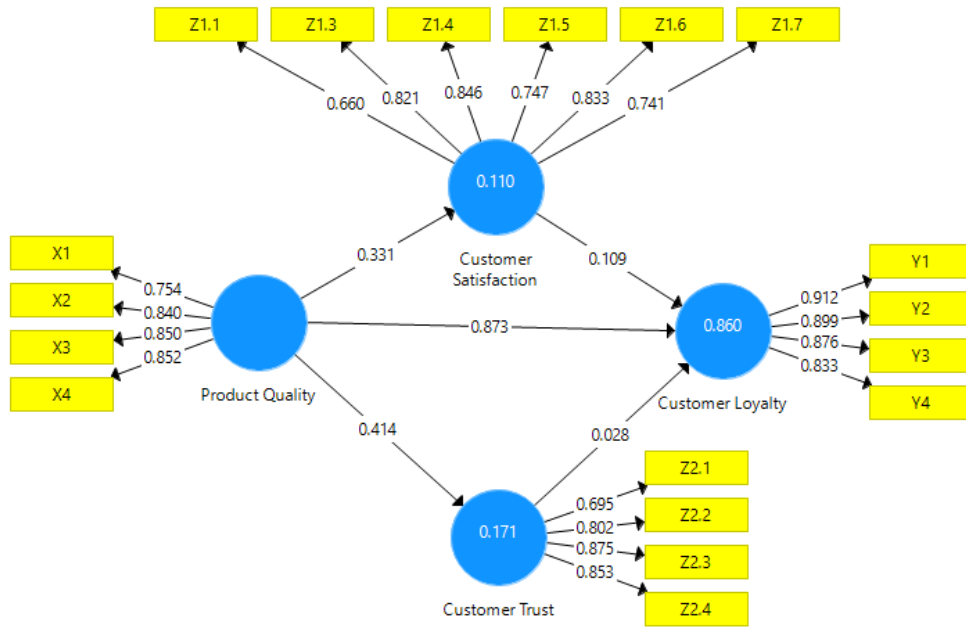 Z1.1
Z1.3
Z1.4
Z1.5
Z1.6
Z1.7
0.660
0.821
0.846
0.747
0.833
0.741
0.110
Customer
Satisfaction
0.331
0.109
X1
X2
X3
X4
0.754
0.840
0.850
0.852
Product Quality
0.873
0.860
Customer Loyalty
0.912
0.899
0.876
0.833
Y1
Y2
Y3
Y4
0.414
0.028
0.171
Customer Trust
0.695
0.802
0.875
0.853
Z2.1
Z2.2
Z2.3
Z2.4